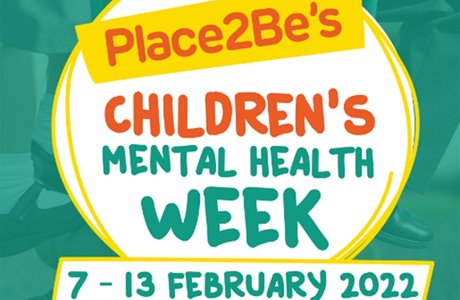 Place2Be's
CHILDREN'S
MENTAL HEALTH
WEEK
7 - 13 FEBRUARY 2022